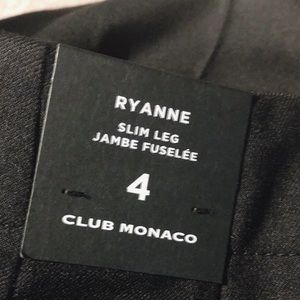 RYANNE
SLIM LEG
JAMBE FUSELÉE
4
CLUB MONACO